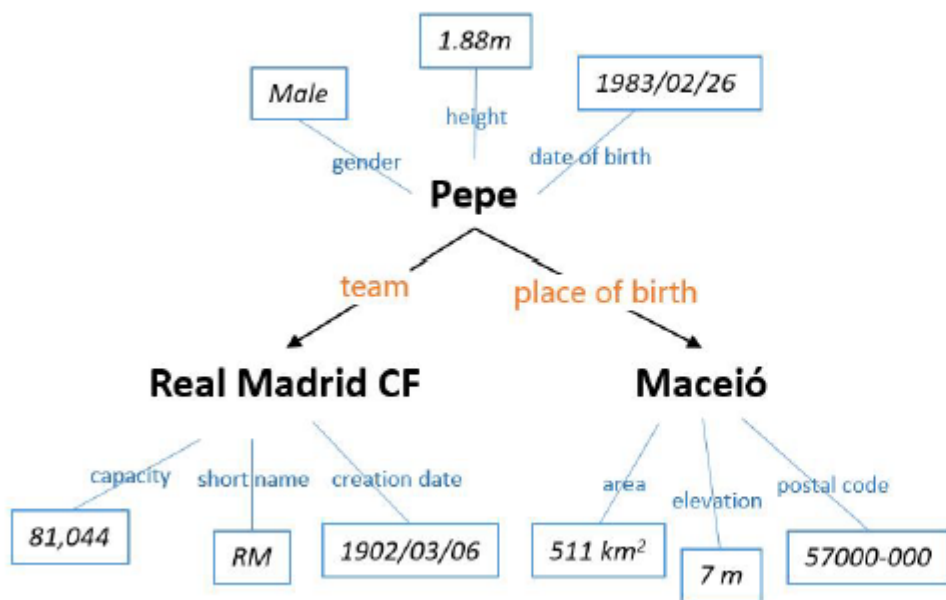 1.88m
Male
1983/02/26
height
gender
date of birth
Pepe
team
place of birth
Real Madrid CF
Maceió
capacity
short name
creation date
area
elevation
postal code
81,044
RM
1902/03/06
511 km²
7 m
57000-000